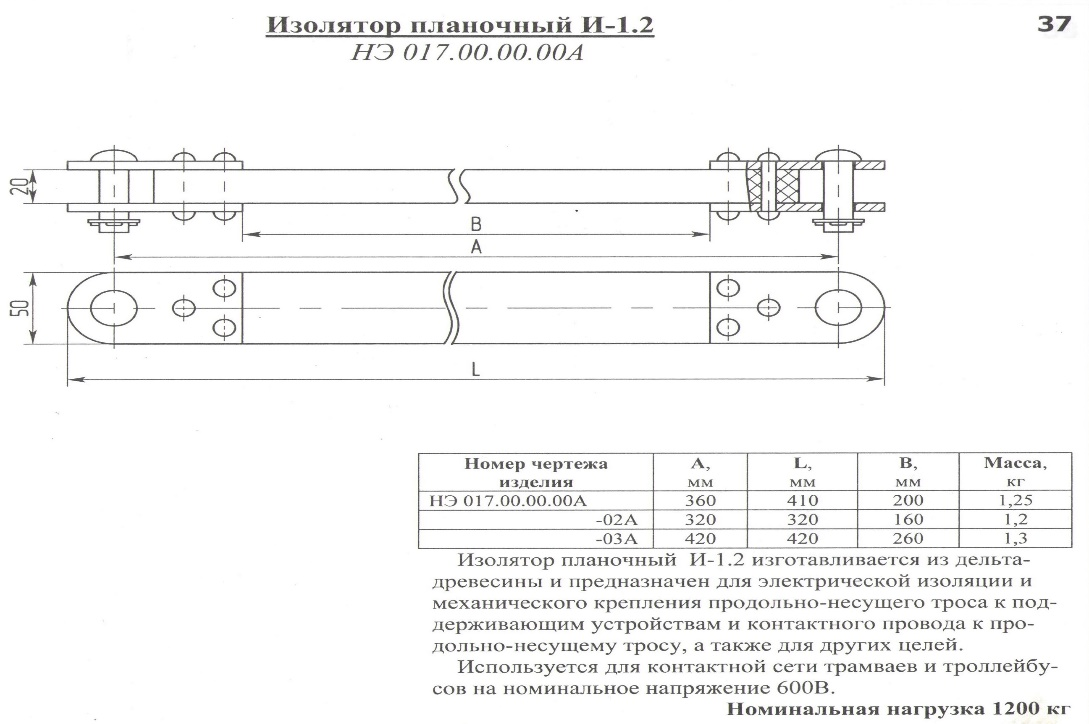 Изолятор планочный И-1.2
37
НЭ 017.00.00.00А
20
В
А
50
L
Номер чертежа изделия А, мм L, мм В, мм Масса, кг
НЭ 017.00.00.00А 360 410 200 1,25
-02А 320 320 160 1,2
-03А 420 420 260 1,3
Изолятор планочный И-1.2 изготавливается из дельта-
древесины и предназначен для электрической изоляции и
механического крепления продольно-несущего троса к под-
держивающим устройствам и контактного провода к про-
дольно-несущему тросу, а также для других целей.
Используется для контактной сети трамваев и троллейбу-
сов на номинальное напряжение 600В.
Номинальная нагрузка 1200 кг